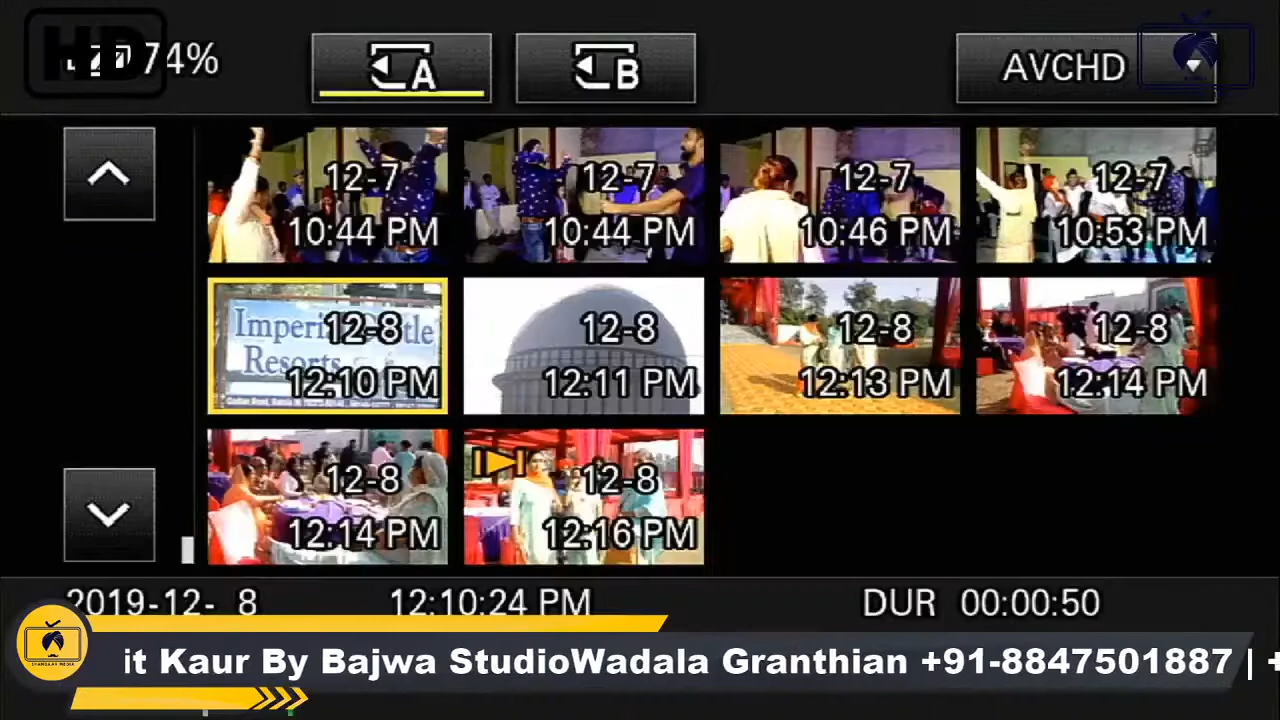 HD
74%
A
B
AVCHD
12-7
10:44 PM
12-7
10:44 PM
12-7
10:46 PM
12-7
10:53 PM
Resorts
12-8
12:10 PM
12-8
12:11 PM
12-8
12:13 PM
12-8
12:14 PM
12-8
12:14 PM
12-8
12:16 PM
2019-12- 8
12:10:24 PM
DUR 00:00:50
it Kaur By Bajwa StudioWadala Granthian +91-8847501887 | +